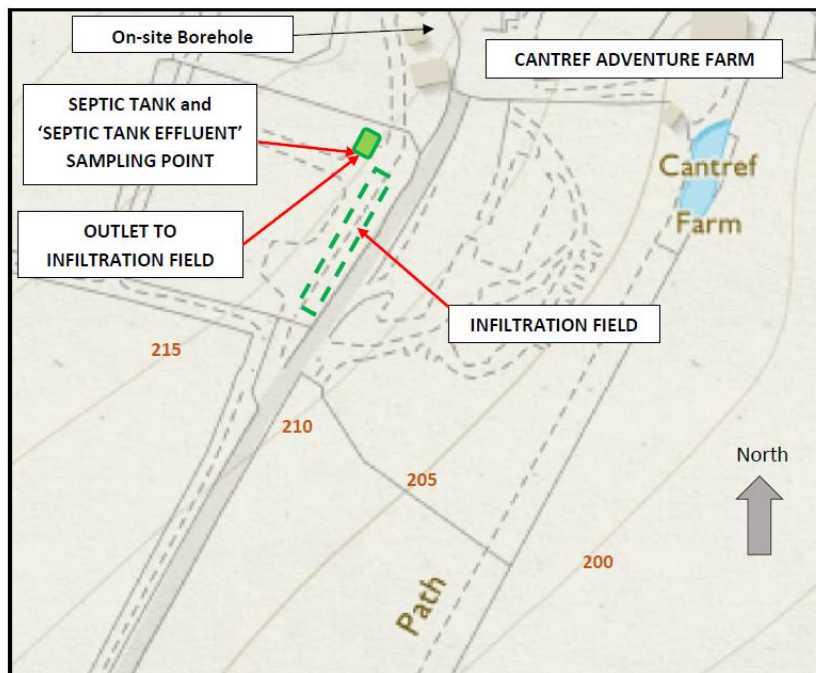 On-site Borehole
CANTREF ADVENTURE FARM
SEPTIC TANK and
‘SEPTIC TANK EFFLUENT’
SAMPLING POINT
Cantref
Farm
OUTLET TO
INFILTRATION FIELD
INFILTRATION FIELD
215
210
North
205
200
Path